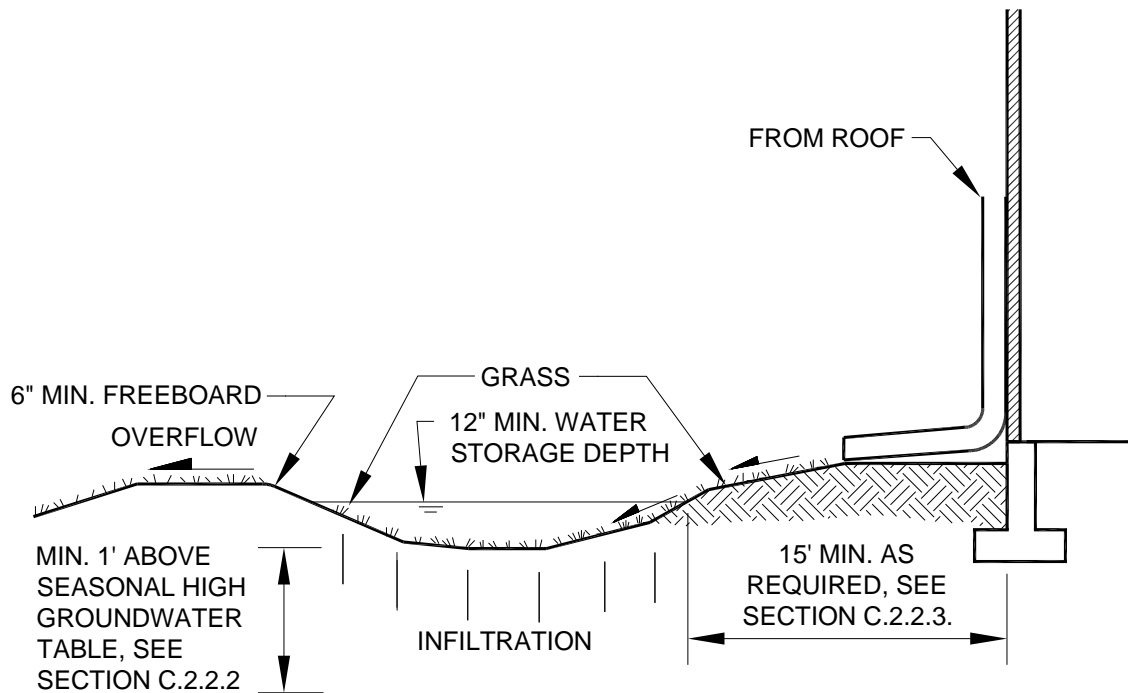 FROM ROOF
GRASS
6" MIN. FREEBOARD
12" MIN. WATER
STORAGE DEPTH
OVERFLOW
MIN. 1' ABOVE
SEASONAL HIGH
GROUNDWATER
TABLE, SEE
SECTION C.2.2.2
15' MIN. AS
REQUIRED, SEE
SECTION C.2.2.3.
INFILTRATION